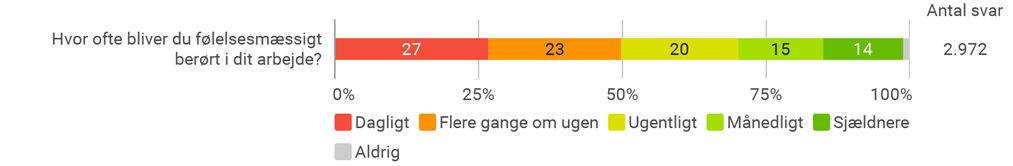 Antal svar
Hvor ofte bliver du følelsesmæssigt
berørt i dit arbejde?
27 23 20 15 14
2.972
0% 25% 50% 75% 100%
Dagligt Flere gange om ugen Ugentligt Månedligt Sjældnere
Aldrig